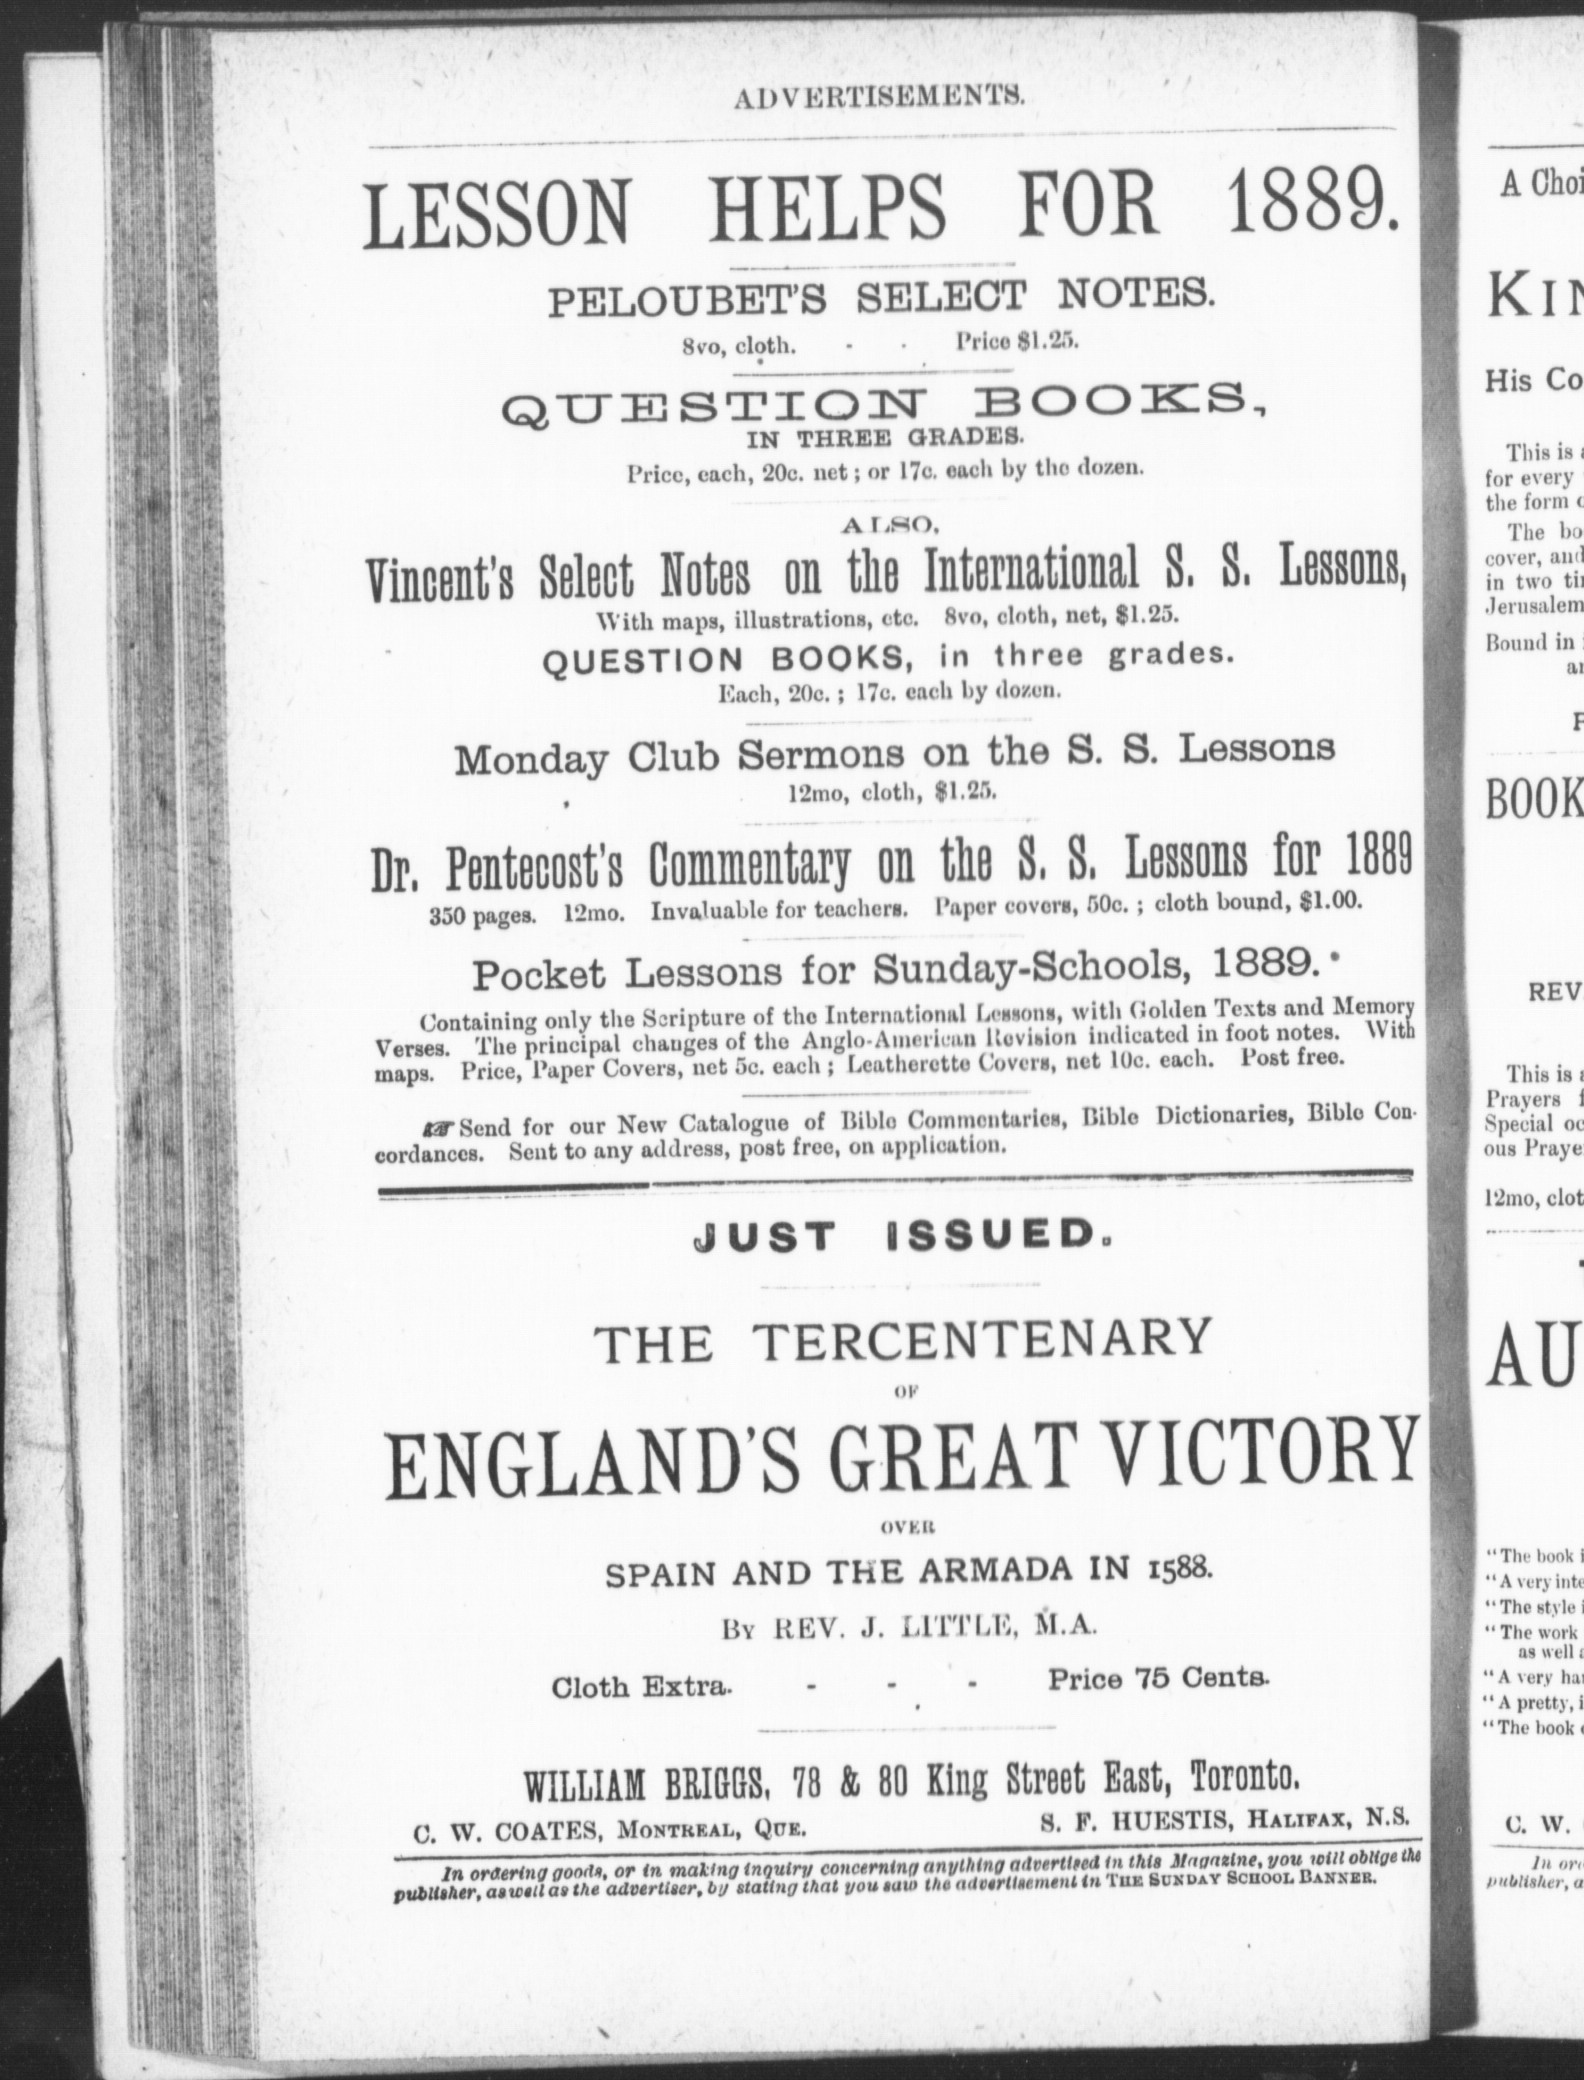 ADVERTISEMENTS.
LESSON HELPS FOR 1889.
PELOUBET'S SELECT NOTES.
8vo, cloth. - - Price $1.25.
QUESTION BOOKS,
IN THREE GRADES.
Price, each, 20c. net; or 17c. each by the dozen.
ALSO,
Vincent's Select Notes on the International S. S. Lessons,
With maps, illustrations, etc. 8vo, cloth, net, $1.25.
QUESTION BOOKS, in three grades.
Each, 20c.; 17c. each by dozen.
Monday Club Sermons on the S. S. Lessons
12mo, cloth, $1.25.
Dr. Pentecost's Commentary on the S. S. Lessons for 1889
350 pages. 12mo. Invaluable for teachers. Paper covers, 50c.; cloth bound, $1.00.
Pocket Lessons for Sunday-Schools, 1889.
Containing only the Scripture of the International Lessons, with Golden Texts and Memory
Verses. The principal changes of the Anglo-American Revision indicated in foot notes. With
maps. Price, Paper Covers, net 5c. each; Leatherette Covers, net 10c. each. Post free.
☞ Send for our New Catalogue of Bible Commentaries, Bible Dictionaries, Bible Con-
cordances. Sent to any address, post free, on application.
JUST ISSUED.
THE TERCENTENARY
OF
ENGLAND'S GREAT VICTORY
OVER
SPAIN AND THE ARMADA IN 1588.
By REV. J. LITTLE, M.A.
Cloth Extra. - - - Price 75 Cents.
WILLIAM BRIGGS, 78 & 80 King Street East, Toronto.
C. W. COATES, MONTREAL, QUE. S. F. HUESTIS, HALIFAX, N.S.
In ordering goods, or in making inquiry concerning anything advertised in this Magazine, you will oblige the
publisher, as well as the advertiser, by stating that you saw the advertisement in THE SUNDAY SCHOOL BANNER.
A
KIN
His Co
This is
for every
the form
The
cover, and
in two
Jerusalem
Bound in
BOOK
REV
This is
Prayers
Special
ous
12mo,
AU
"The book
"A very
"The style
"The work
as well
"A very
"A pretty,
"The book
C. W.
In
publisher,